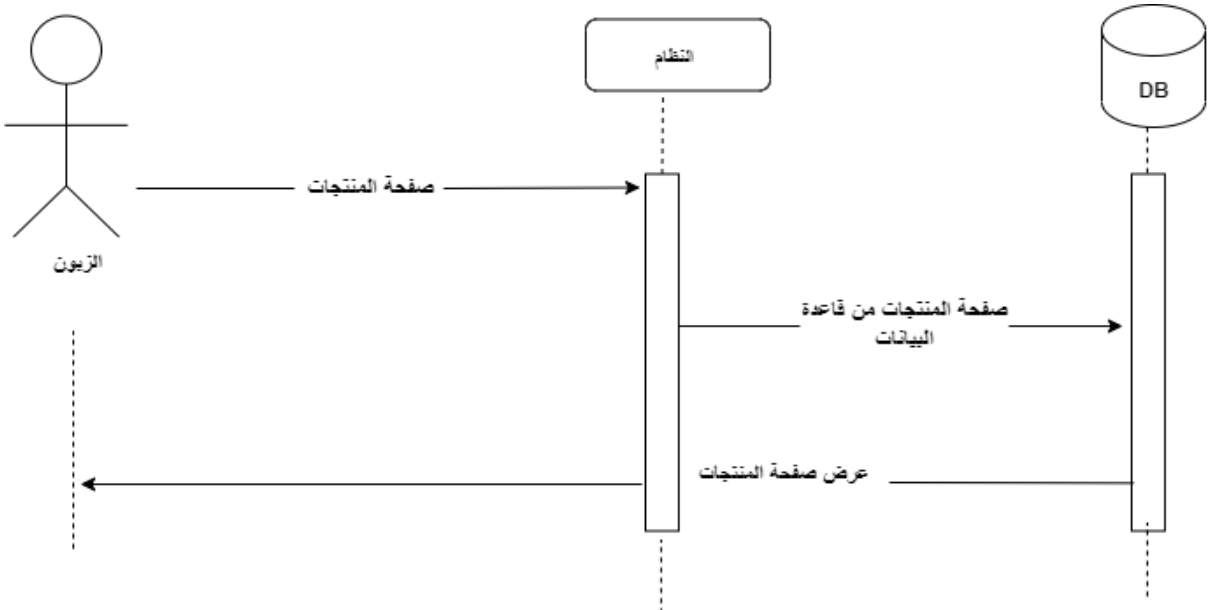 النظام
DB
صفحة المنتجات
الزبون
صفحة المنتجات من قاعدة
البيانات
عرض صفحة المنتجات